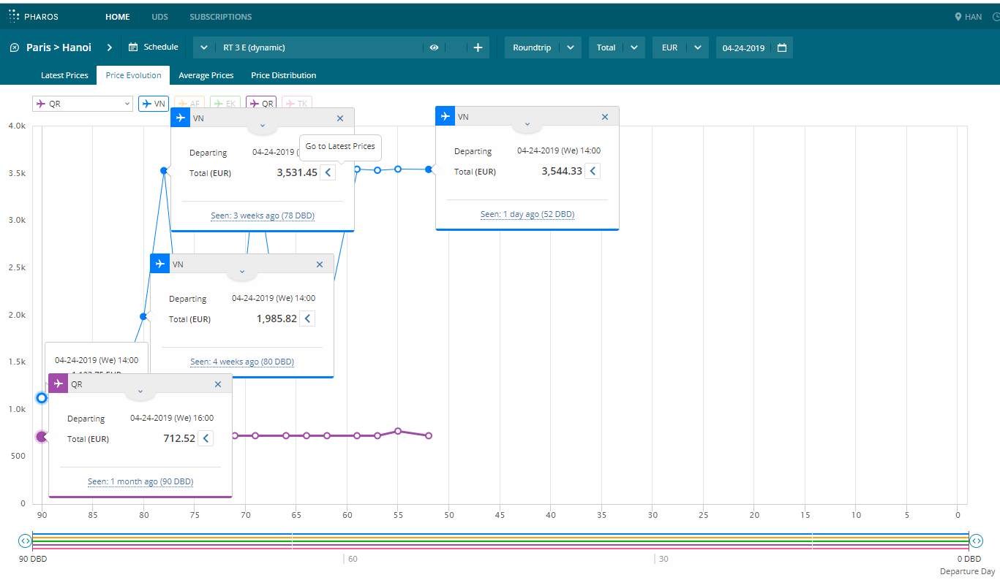 PHAROS HOME UDS SUBSCRIPTIONS HAN
Paris > Hanoi Schedule RT 3 E (dynamic) Roundtrip Total EUR 04-24-2019
Latest Prices Price Evolution Average Prices Price Distribution
QR VN AF EK QR TK
VN
Departing 04-24-2019 (
Total (EUR) 3,531.45
Seen: 3 weeks ago (78 DBD)
Go to Latest Prices
VN
Departing 04-24-2019 (We) 14:00
Total (EUR) 3,544.33
Seen: 1 day ago (52 DBD)
VN
Departing 04-24-2019 (We) 14:00
Total (EUR) 1,985.82
Seen: 4 weeks ago (80 DBD)
04-24-2019 (We) 14:00
QR
Departing 04-24-2019 (We) 16:00
Total (EUR) 712.52
Seen: 1 month ago (90 DBD)
4.0k
3.5k
3.0k
2.5k
2.0k
1.5k
1.0k
500
0
90 85 80 75 70 65 60 55 50 45 40 35 30 25 20 15 10 5 0
90 DBD 60 30 0 DBD
Departure Day